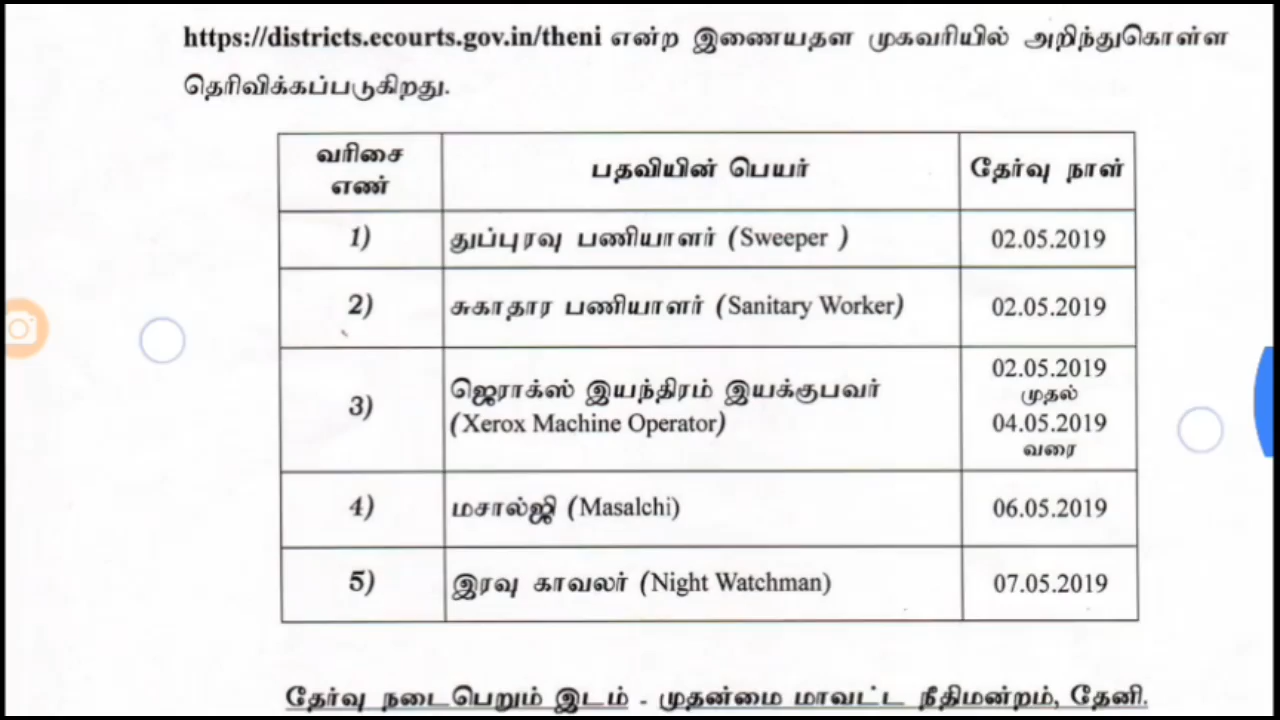 https://districts.ecourts.gov.in/theni என்ற இணையதள முகவரியில் அறிந்துகொள்ள
தெரிவிக்கப்படுகிறது.
வரிசை
எண்
பதவியின் பெயர்
தேர்வு நாள்
1)
துப்புரவு பணியாளர் (Sweeper )
02.05.2019
2)
சுகாதார பணியாளர் (Sanitary Worker)
02.05.2019
3)
ஜெராக்ஸ் இயந்திரம் இயக்குபவர்
(Xerox Machine Operator)
02.05.2019
முதல்
04.05.2019
வரை
4)
மசால்ஜி (Masalchi)
06.05.2019
5)
இரவு காவலர் (Night Watchman)
07.05.2019
தேர்வு நடைபெறும் இடம் - முதன்மை மாவட்ட நீதிமன்றம், தேனி.